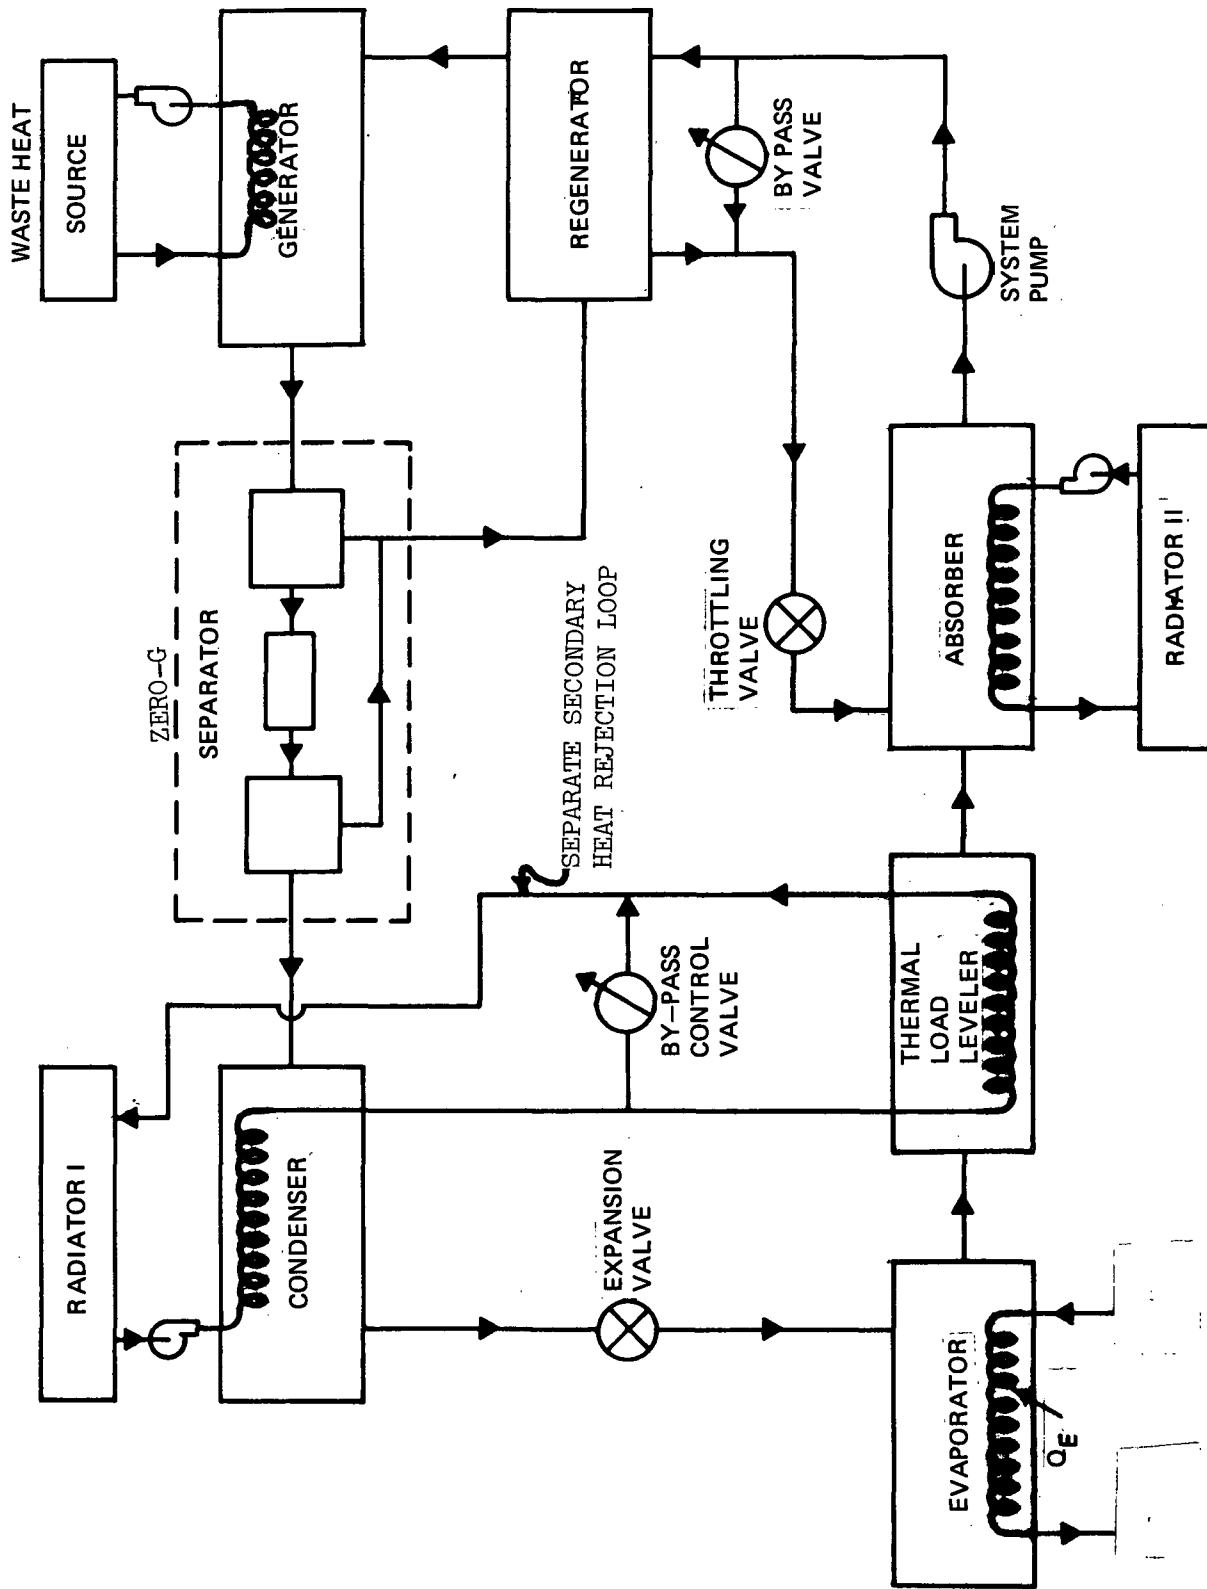 RADIATOR I
CONDENSER
ZERO-G
SEPARATOR
WASTE HEAT
SOURCE
GENERATOR
REGENERATOR
BY PASS
VALVE
SEPARATE SECONDARY
HEAT REJECTION LOOP
BY-PASS
CONTROL
VALVE
EXPANSION
VALVE
THROTTLING
VALVE
SYSTEM
PUMP
EVAPORATOR
QE
THERMAL
LOAD
LEVELER
ABSORBER
RADIATOR II